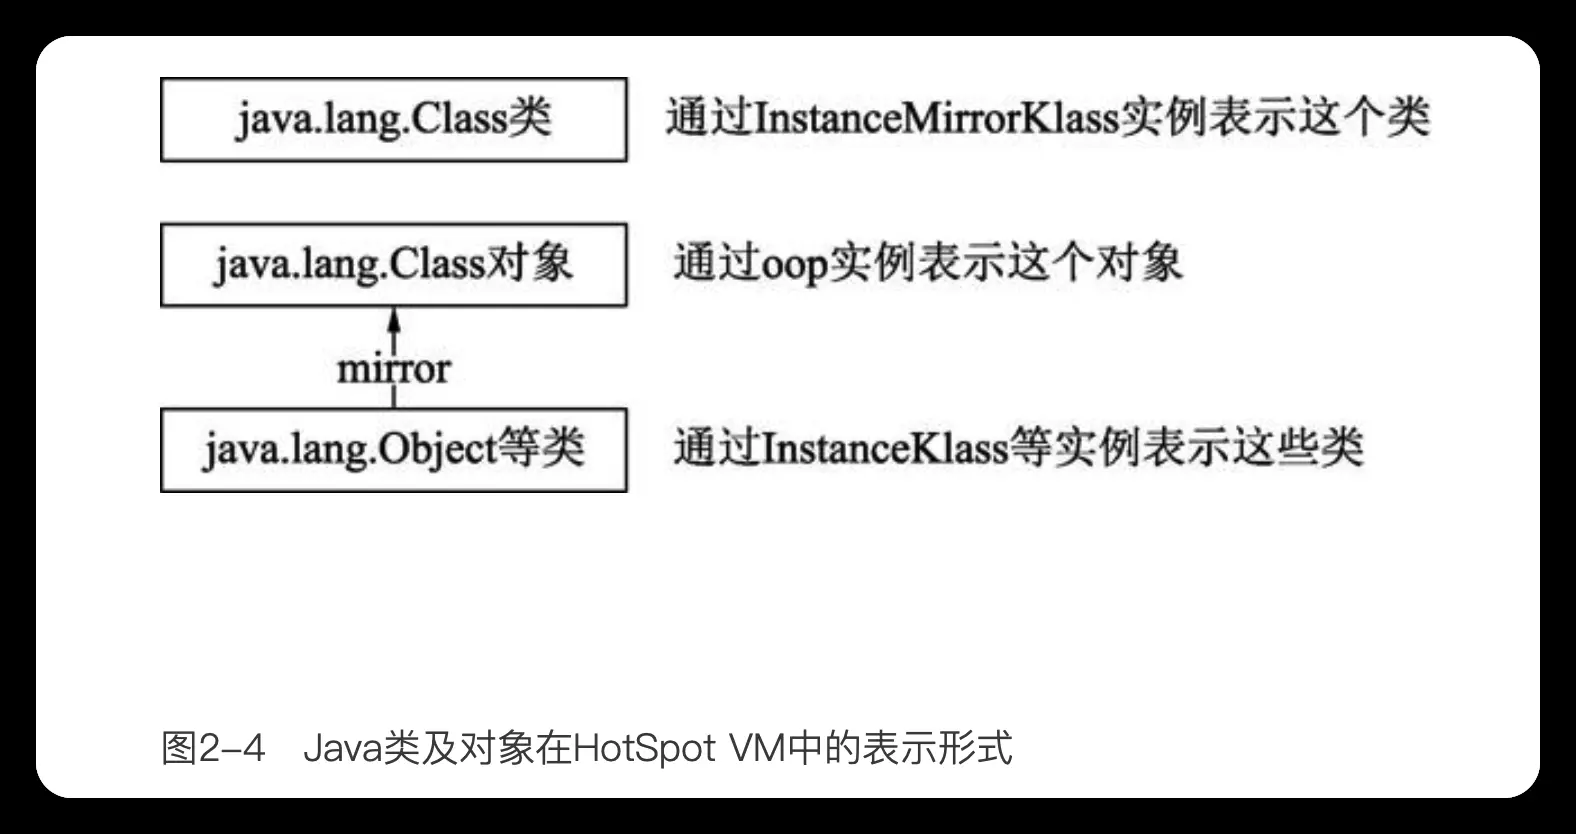 java.lang.Class类 通过InstanceMirrorKlass实例表示这个类
java.lang.Class对象 通过oop实例表示这个对象
mirror
java.lang.Object等类 通过InstanceKlass等实例表示这些类
图2-4 Java类及对象在HotSpot VM中的表示形式